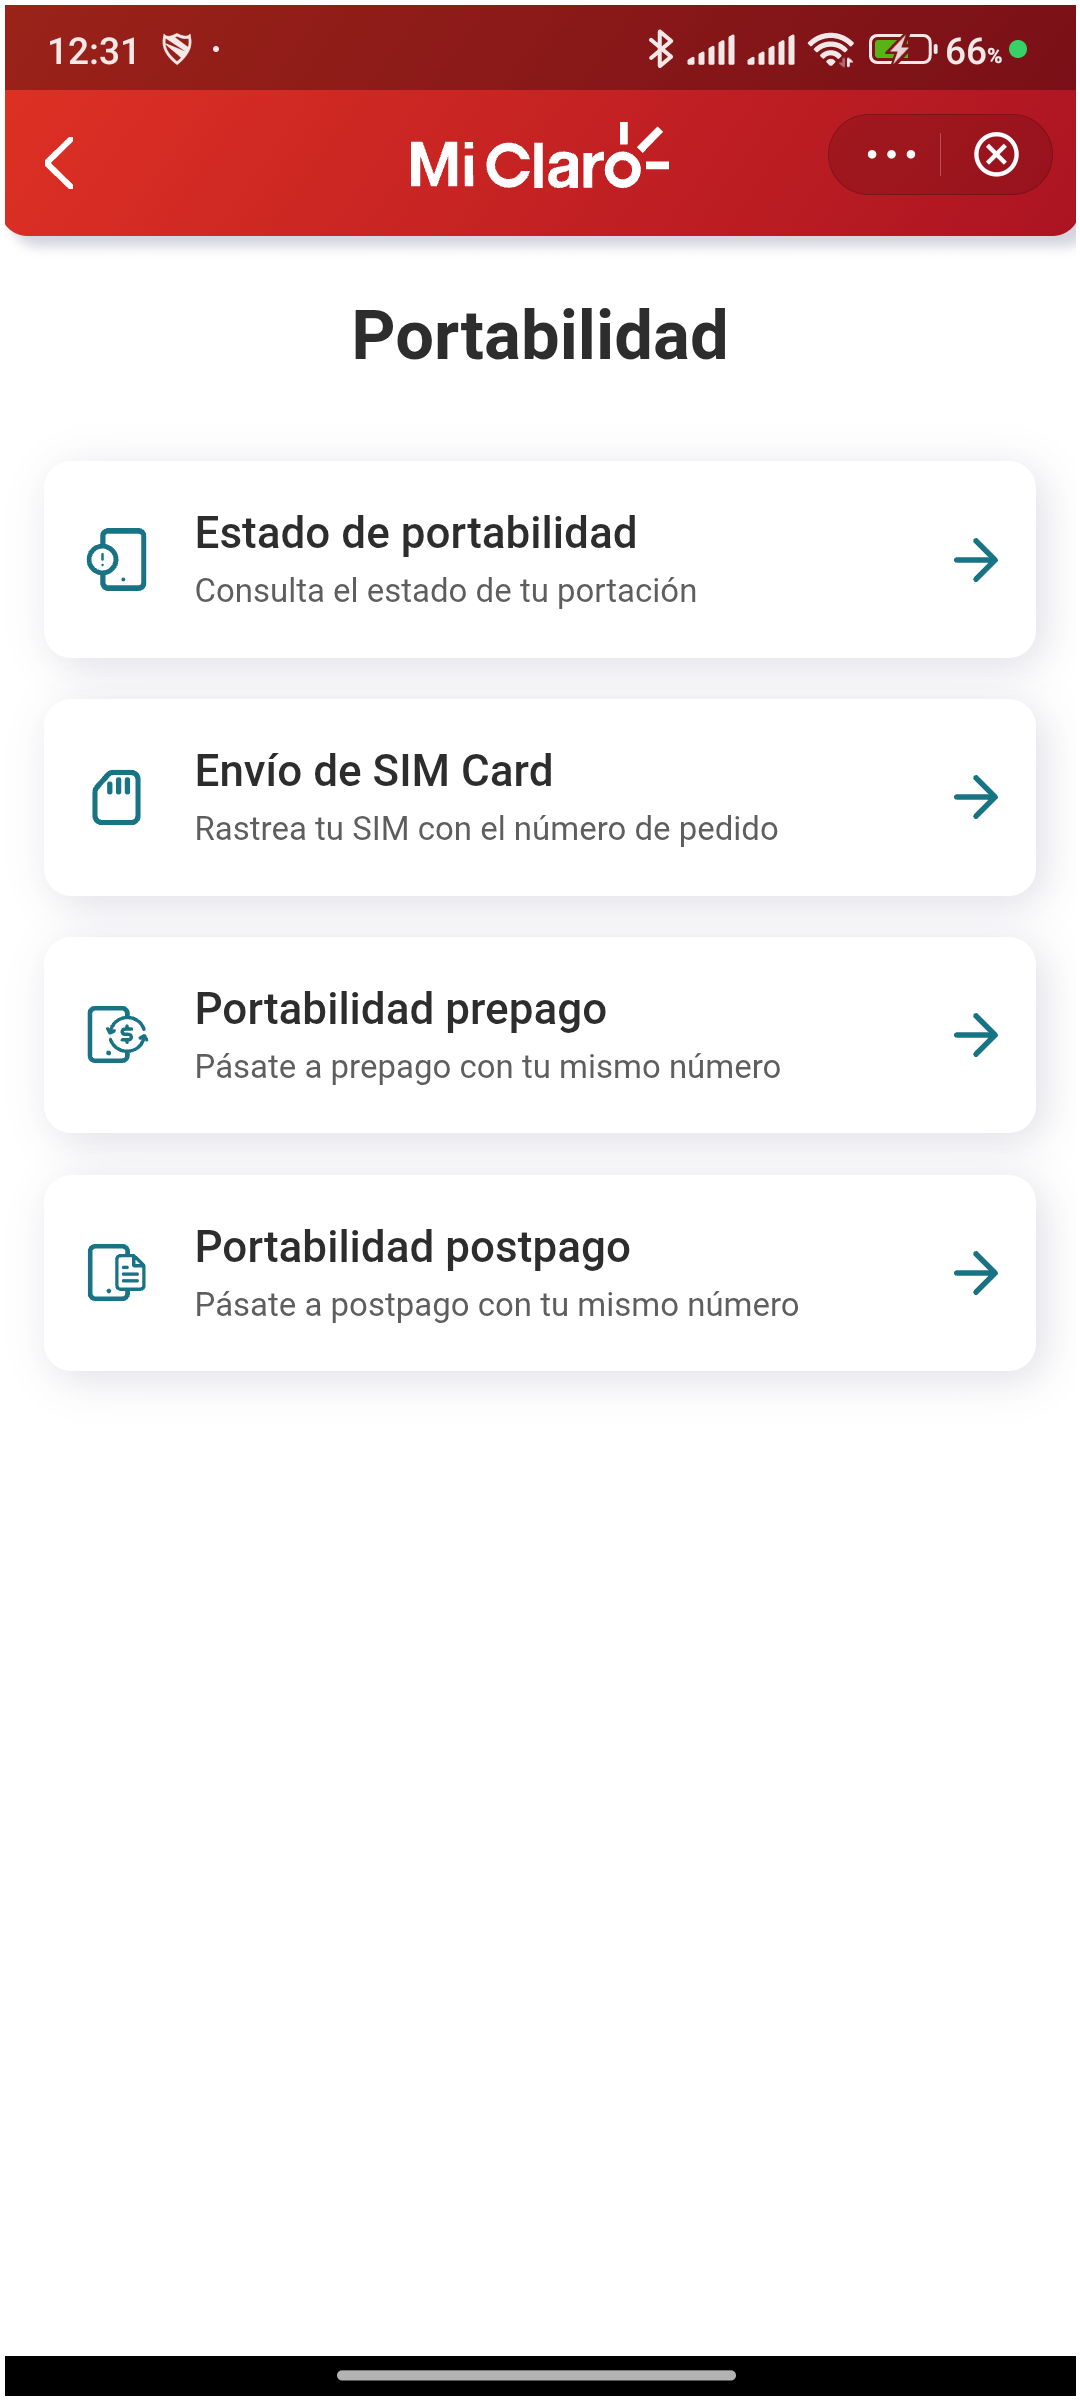 12:31
66%
Mi Claro
Portabilidad
Estado de portabilidad
Consulta el estado de tu portación
Envío de SIM Card
Rastrea tu SIM con el número de pedido
Portabilidad prepago
Pásate a prepago con tu mismo número
Portabilidad postpago
Pásate a postpago con tu mismo número